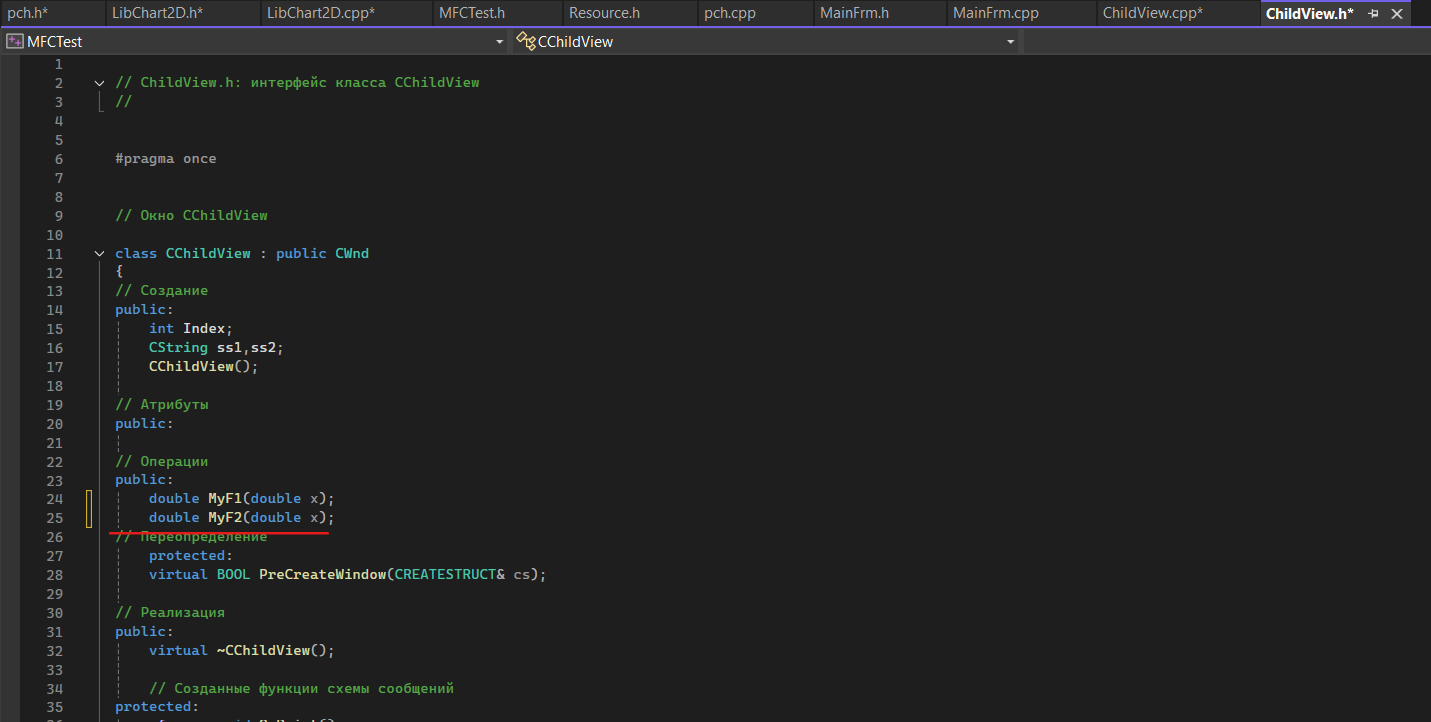 pch.h* LibChart2D.h* LibChart2D.cpp* MFCTest.h Resource.h pch.cpp MainFrm.h MainFrm.cpp ChildView.cpp* ChildView.h*
MFCTest CChildView
1
2 // ChildView.h: интерфейс класса CChildView
3 //
4
5
6 #pragma once
7
8
9 // Окно CChildView
10
11 class CChildView : public CWnd
12 {
13 // Создание
14 public:
15 int Index;
16 CString ss1,ss2;
17 CChildView();
18
19 // Атрибуты
20 public:
21
22 // Операции
23 public:
24 double MyF1(double x);
25 double MyF2(double x);
26 // Переопределение
27 protected:
28 virtual BOOL PreCreateWindow(CREATESTRUCT& cs);
29
30 // Реализация
31 public:
32 virtual ~CChildView();
33
34 // Созданные функции схемы сообщений
35 protected: